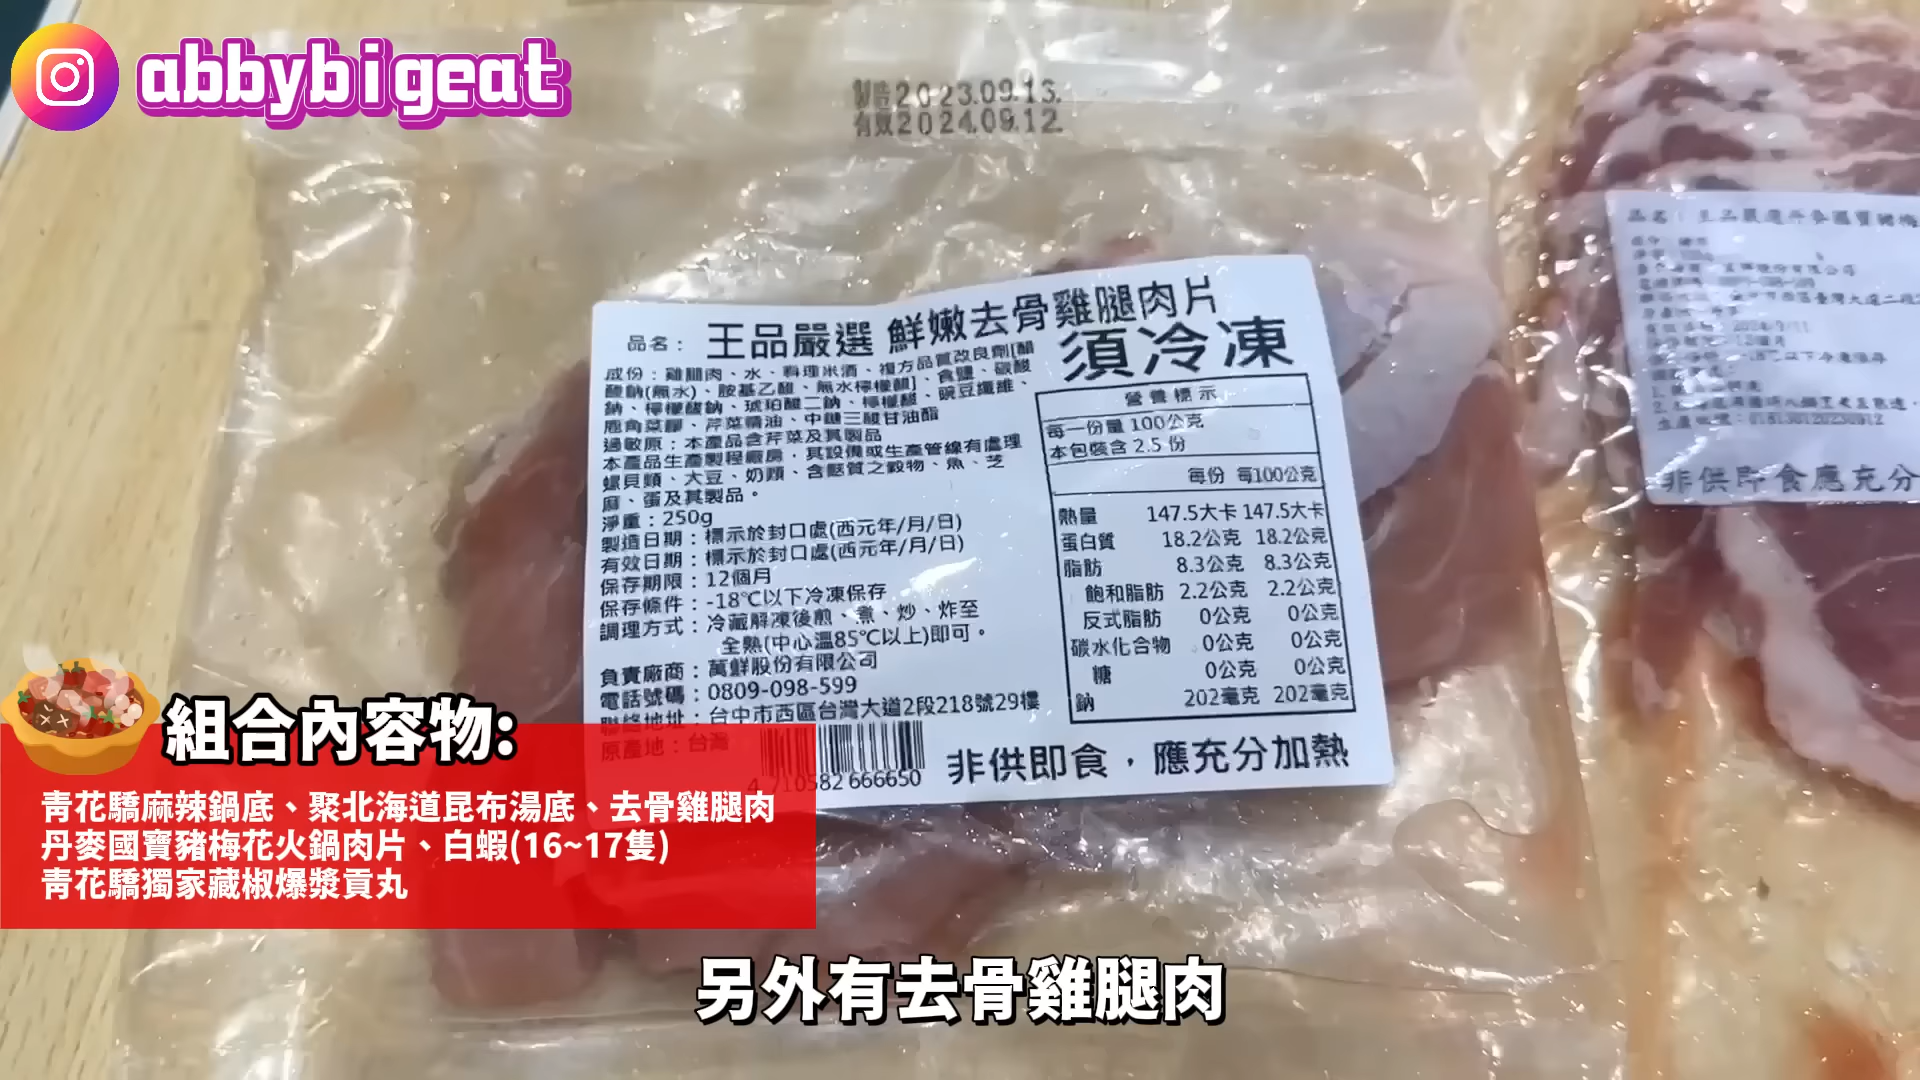 abbybigeat
製造2023.09.13.
有效2024.09.12.
品名: 王品嚴選 鮮嫩去骨雞腿肉片
須冷凍
成份:雞腿肉、水、料理米酒、複方品質改良劑[醋
酸鈉(無水)、胺基乙酸、無水檸檬酸]、食鹽、碳酸
鈉、檸檬酸鈉、琥珀酸二鈉、檸檬酸、豌豆纖維、
鹿角菜膠、芹菜精油、中鏈三酸甘油酯
過敏原:本產品含芹菜及其製品
本產品生產製程廠房,其設備或生產管線有處理
螺貝類、大豆、奶類、含麩質之穀物、魚、芝
麻、蛋及其製品。
淨重:250g
製造日期:標示於封口處(西元年/月/日)
有效日期:標示於封口處(西元年/月/日)
保存期限:12個月
保存條件:-18℃以下冷凍保存
調理方式:冷藏解凍後煎、煮、炒、炸至
全熟(中心溫85℃以上)即可。
負責廠商:萬鮮股份有限公司
電話號碼:0809-098-599
聯絡地址:台中市西區台灣大道2段218號29樓
原產地:台灣
4 710582 666650
營養標示
每一份量 100公克
本包裝含 2.5 份
每份 每100公克
熱量 147.5大卡 147.5大卡
蛋白質 18.2公克 18.2公克
脂肪 8.3公克 8.3公克
飽和脂肪 2.2公克 2.2公克
反式脂肪 0公克 0公克
碳水化合物 0公克 0公克
糖 0公克 0公克
鈉 202毫克 202毫克
非供即食,應充分加熱
非供即食應充分
組合內容物:
青花驕麻辣鍋底、聚北海道昆布湯底、去骨雞腿肉
丹麥國寶豬梅花火鍋肉片、白蝦(16~17隻)
青花驕獨家藏椒爆漿貢丸
另外有去骨雞腿肉